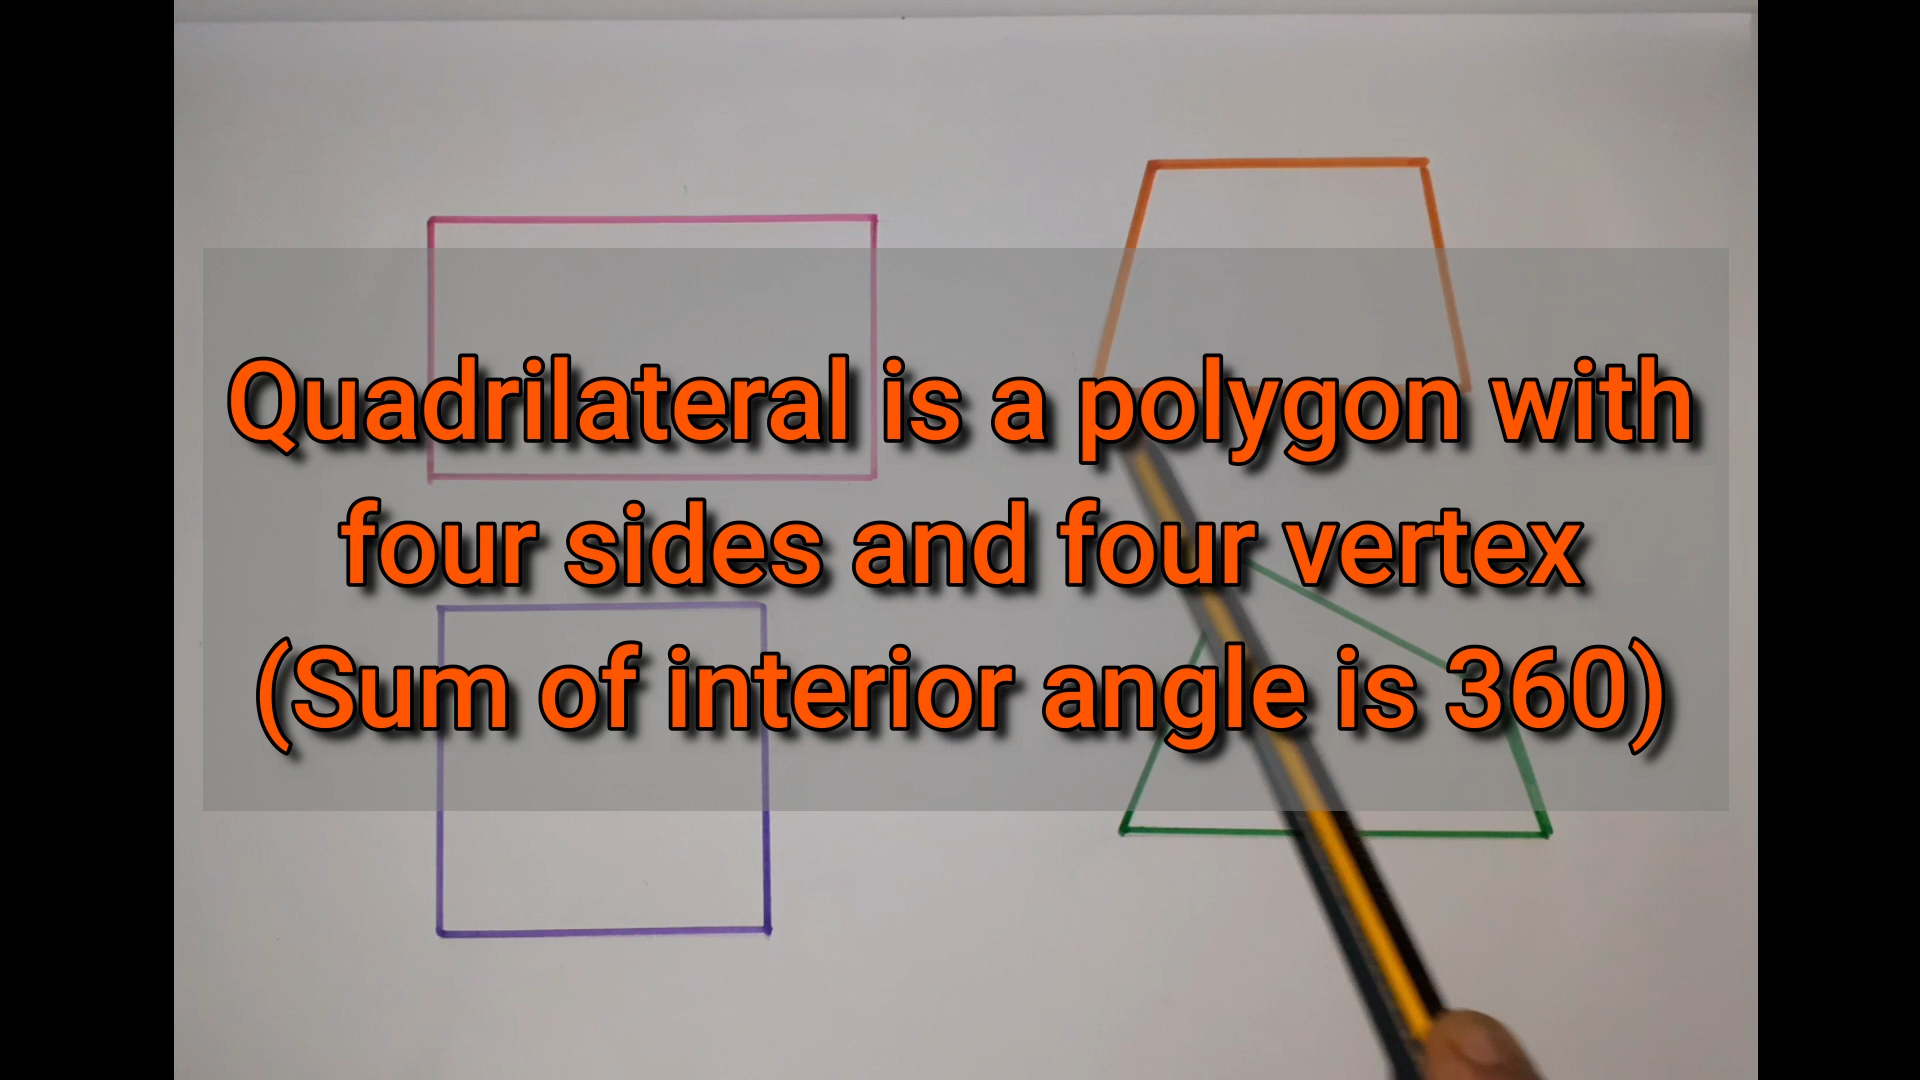 Quadrilateral is a polygon with
four sides and four vertex
(Sum of interior angle is 360)